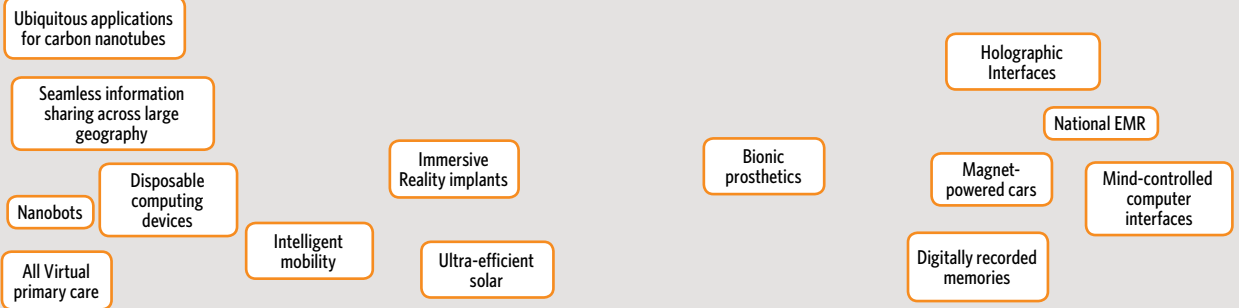 Ubiquitous applications
for carbon nanotubes
Seamless information
sharing across large
geography
Disposable
computing
devices
Nanobots
All Virtual
primary care
Intelligent
mobility
Immersive
Reality implants
Ultra-efficient
solar
Bionic
prosthetics
Holographic
Interfaces
National EMR
Magnet-
powered cars
Mind-controlled
computer
interfaces
Digitally recorded
memories